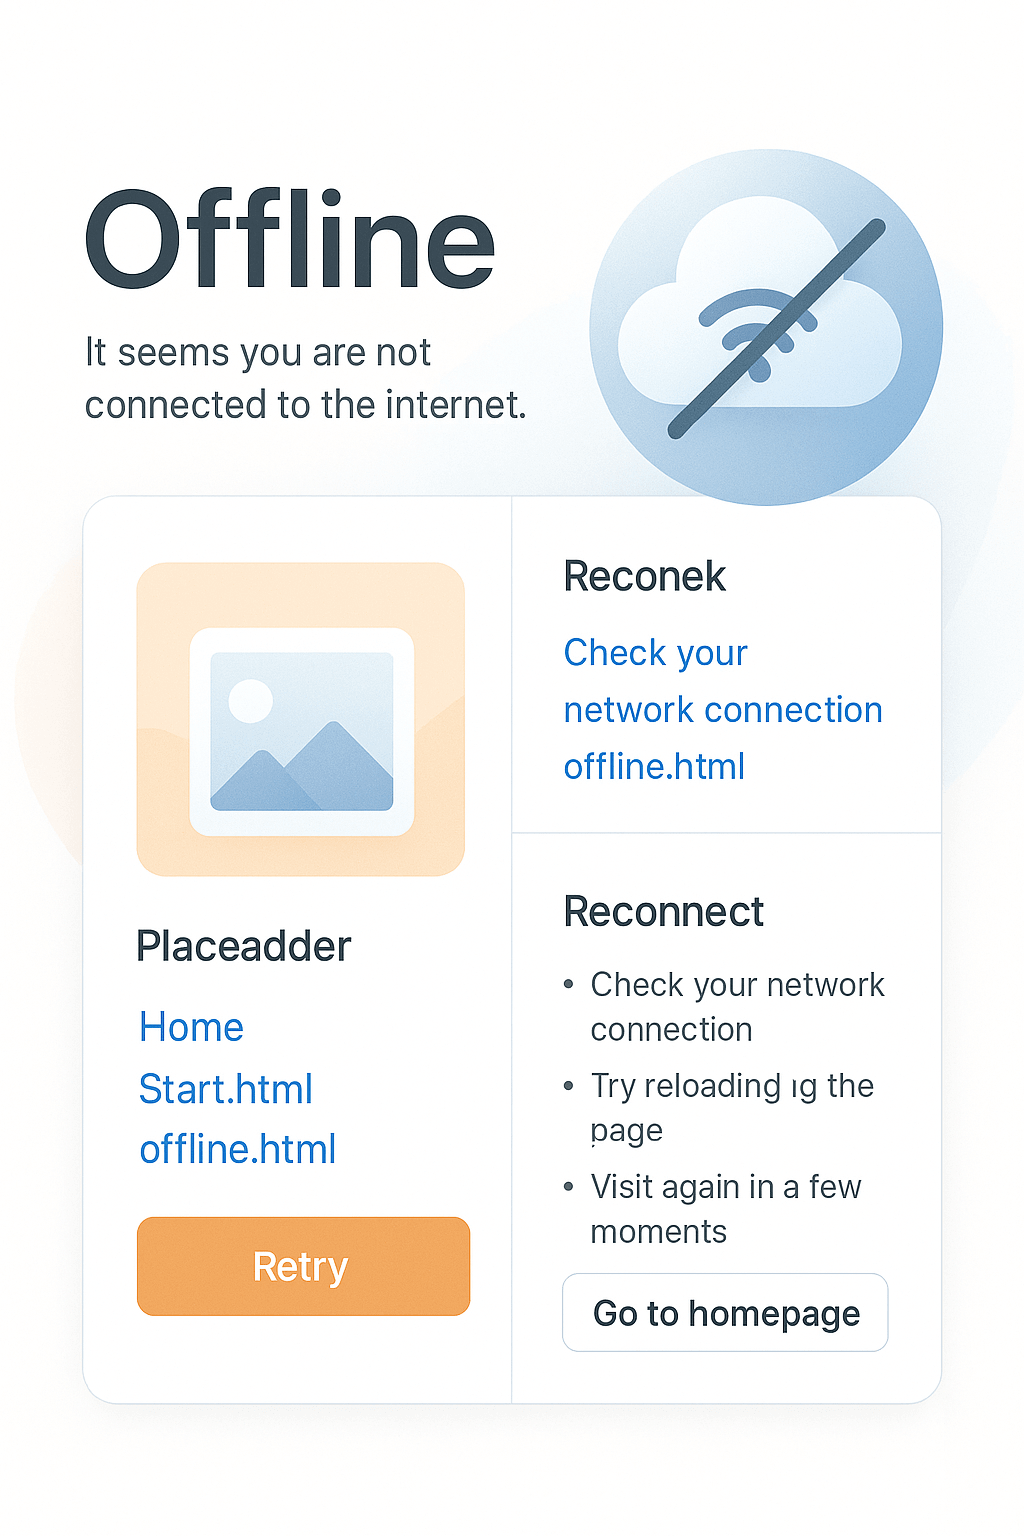 Offline
It seems you are not
connected to the internet.
Placeadder
Home
Start.html
offline.html
Retry
Reconek
Check your
network connection
offline.html
Reconnect
• Check your network
connection
• Try reloading ıg the
page
• Visit again in a few
moments
Go to homepage